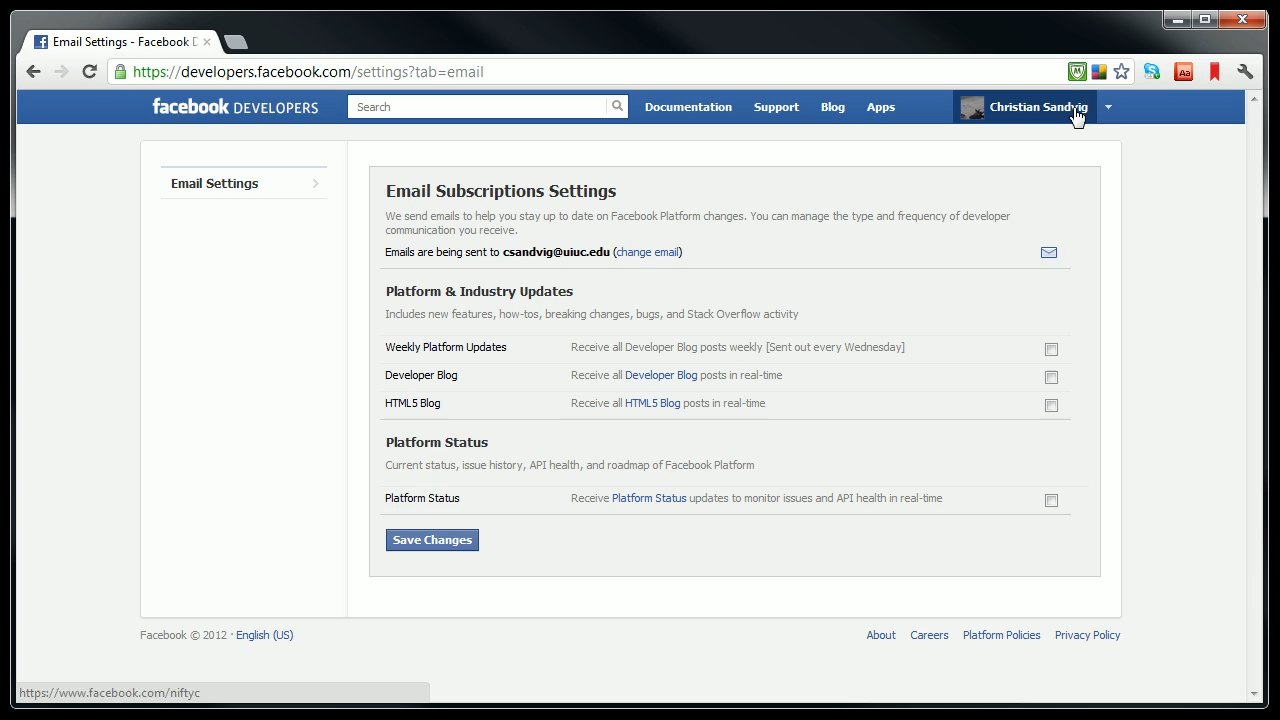 Email Settings - Facebook D
https://developers.facebook.com/settings?tab=email
facebook DEVELOPERS
Search
Documentation
Support
Blog
Apps
Christian Sandvig
Email Settings
Email Subscriptions Settings
We send emails to help you stay up to date on Facebook Platform changes. You can manage the type and frequency of developer
communication you receive.
Emails are being sent to csandvig@uiuc.edu (change email)
Platform & Industry Updates
Includes new features, how-tos, breaking changes, bugs, and Stack Overflow activity
Weekly Platform Updates Receive all Developer Blog posts weekly [Sent out every Wednesday]
Developer Blog Receive all Developer Blog posts in real-time
HTML5 Blog Receive all HTML5 Blog posts in real-time
Platform Status
Current status, issue history, API health, and roadmap of Facebook Platform
Platform Status Receive Platform Status updates to monitor issues and API health in real-time
Save Changes
Facebook © 2012 · English (US)
About Careers Platform Policies Privacy Policy
https://www.facebook.com/niftyc